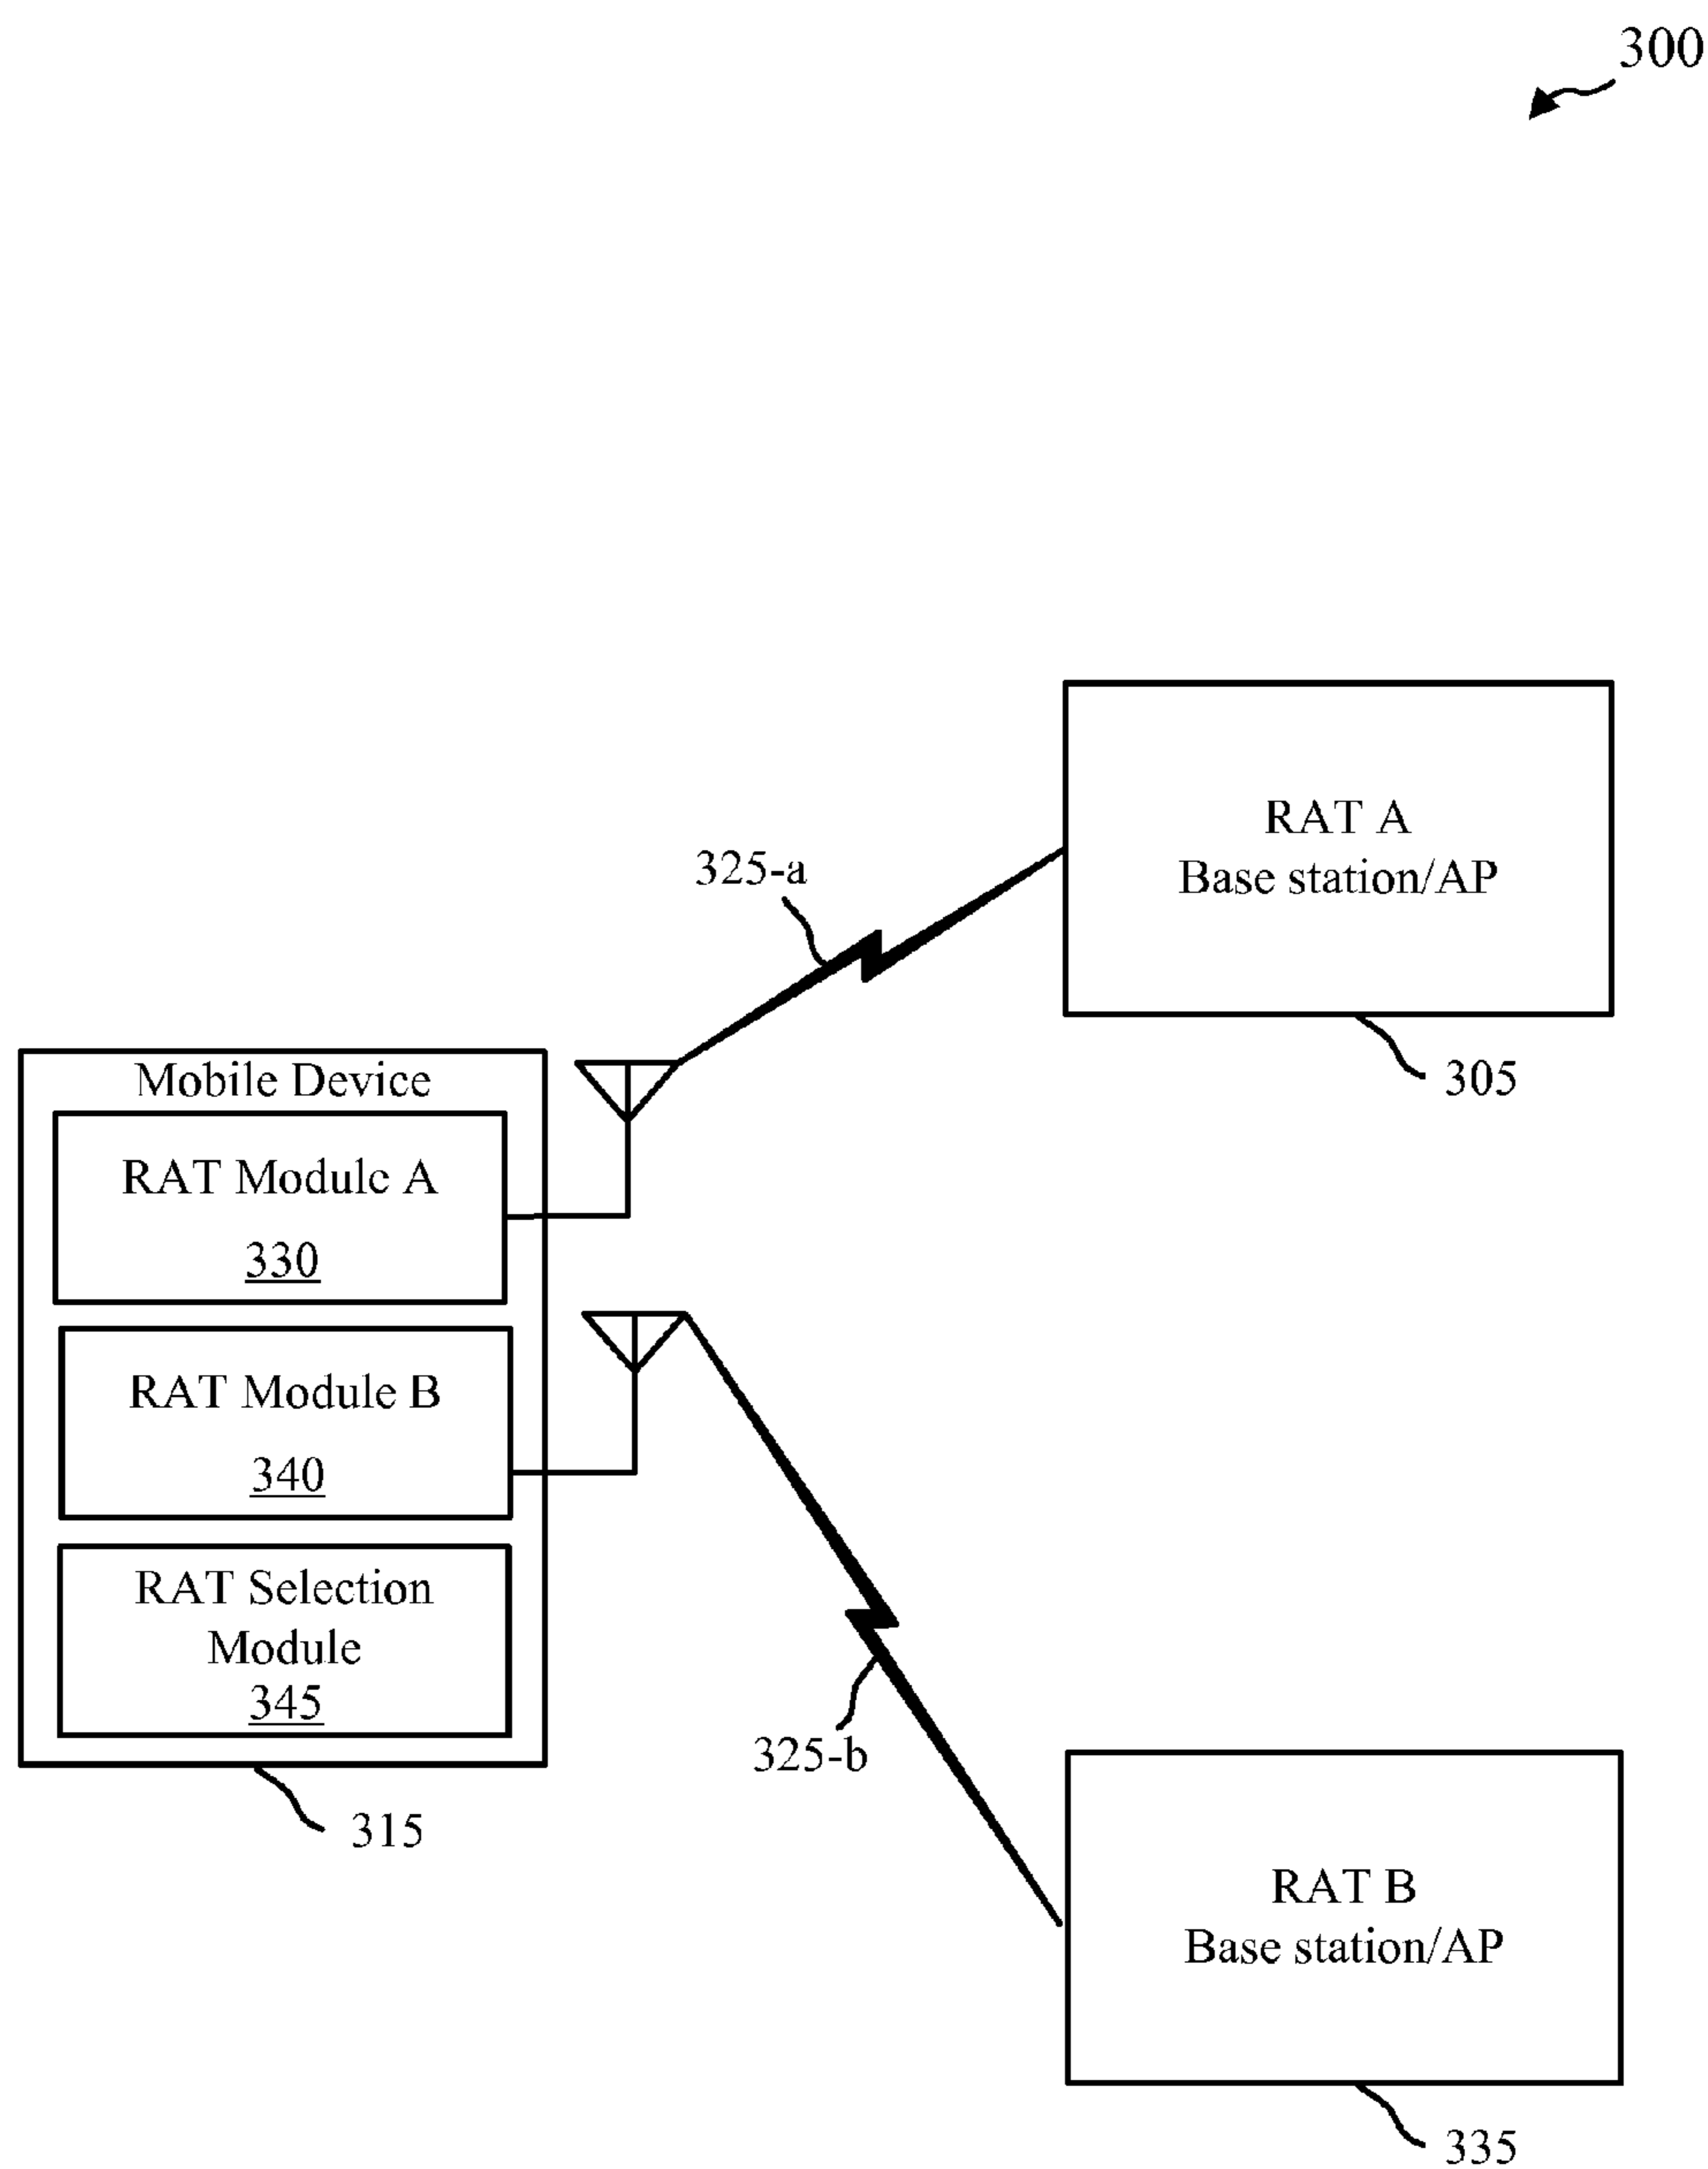 300
RAT A
Base station/AP
325-a
305
Mobile Device
RAT Module A
330
RAT Module B
340
RAT Selection
Module
345
325-b
315
RAT B
Base station/AP
335